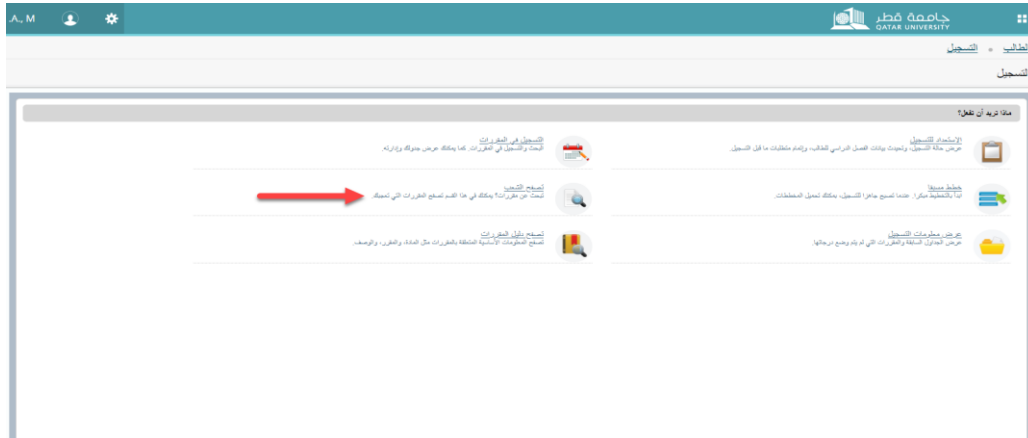 A., M.
جامعة قطر
QATAR UNIVERSITY
لطالب
التسجيل
لتسجيل
ماذا تريد أن تفعل؟
الاستعداد للتسجيل
عرض حالة التسجيل، وتحديث بيانات الفصل الدراسي للطالب، وإتمام متطلبات ما قبل التسجيل.
التسجيل في المقررات
البحث والتسجيل في المقررات. كما يمكنك عرض جدولك وإدارته.
خطط مسبقا
ابدأ بالتخطيط مبكرا. عندما تصبح جاهزا للتسجيل، يمكنك تحميل المخططات.
تصفح الشعب
تبحث عن مقررات؟ يمكنك في هذا القسم تصفح المقررات التي تعجبك.
عرض معلومات التسجيل
عرض الجداول السابقة والمقررات التي لم يتم وضع درجاتها.
تصفح دليل المقررات
تصفح المعلومات الأساسية المتعلقة بالمقررات مثل المادة، والمقرر، والوصف.